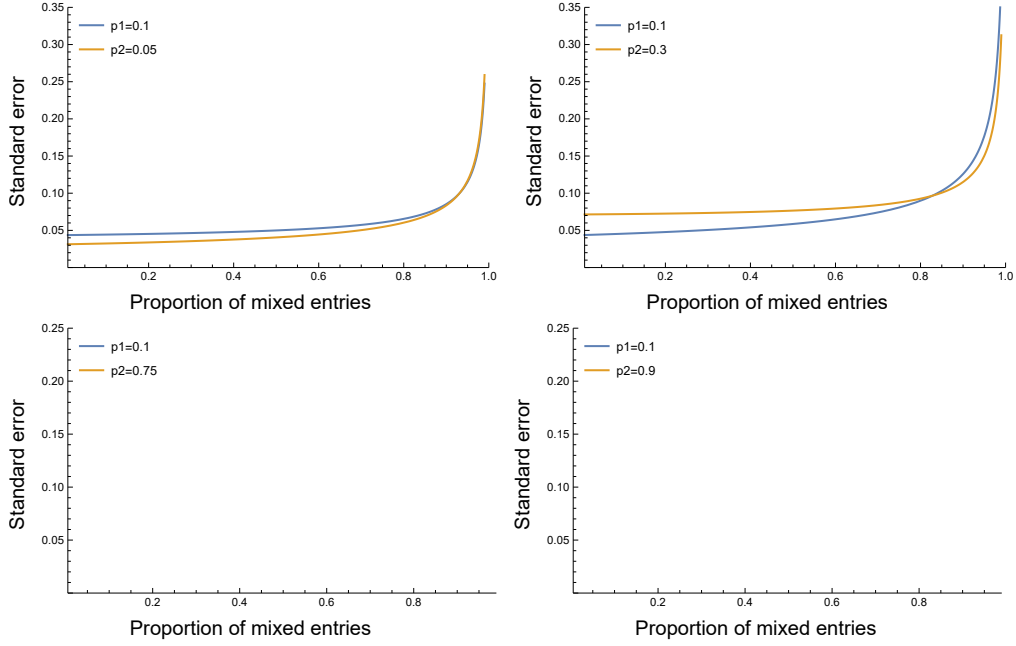 0.35
p1=0.1
0.30
p2=0.05
0.25
0.20
0.15
0.10
0.05
Standard error
0.2 0.4 0.6 0.8 1.0
Proportion of mixed entries
0.35
p1=0.1
0.30
p2=0.3
0.25
0.20
0.15
0.10
0.05
Standard error
0.2 0.4 0.6 0.8 1.0
Proportion of mixed entries
0.25
p1=0.1
p2=0.75
0.20
0.15
0.10
0.05
Standard error
0.2 0.4 0.6 0.8
Proportion of mixed entries
0.25
p1=0.1
p2=0.9
0.20
0.15
0.10
0.05
Standard error
0.2 0.4 0.6 0.8
Proportion of mixed entries